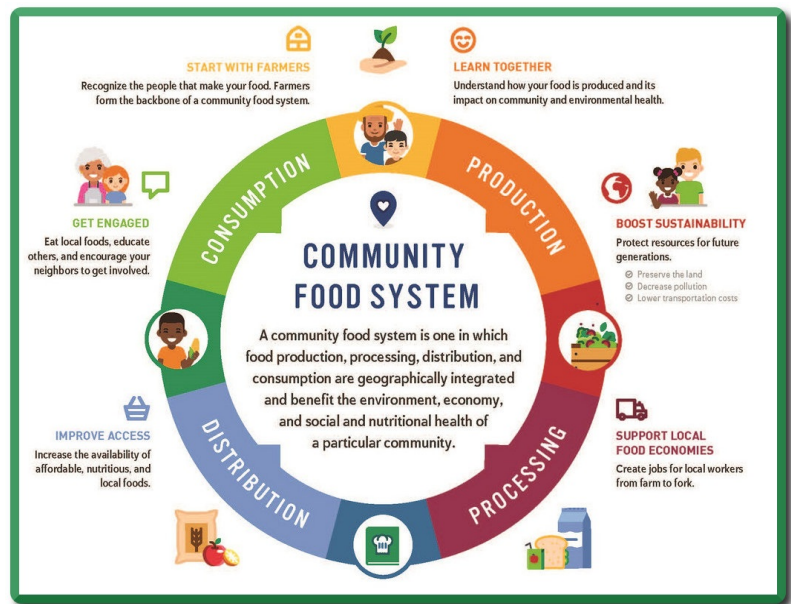 START WITH FARMERS
Recognize the people that make your food. Farmers
form the backbone of a community food system.
LEARN TOGETHER
Understand how your food is produced and its
impact on community and environmental health.
GET ENGAGED
Eat local foods, educate
others, and encourage your
neighbors to get involved.
BOOST SUSTAINABILITY
Protect resources for future
generations.
Preserve the land
Decrease pollution
Lower transportation costs
CONSUMPTION
PRODUCTION
COMMUNITY
FOOD SYSTEM
A community food system is one in which
food production, processing, distribution, and
consumption are geographically integrated
and benefit the environment, economy,
and social and nutritional health of
a particular community.
DISTRIBUTION
PROCESSING
IMPROVE ACCESS
Increase the availability of
affordable, nutritious, and
local foods.
SUPPORT LOCAL
FOOD ECONOMIES
Create jobs for local workers
from farm to fork.